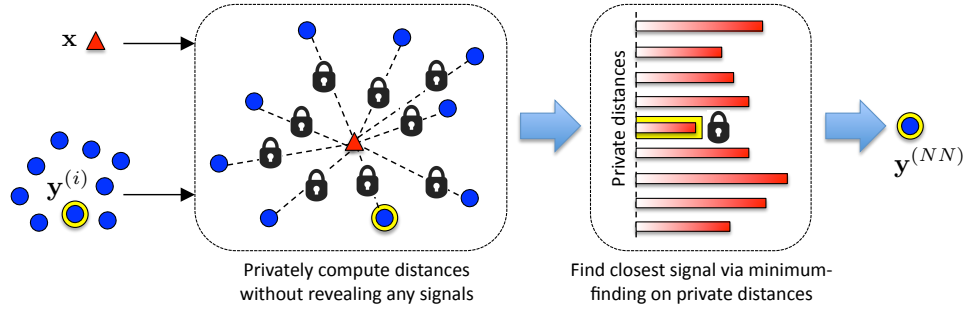 x
y^{(i)}
Privately compute distances
without revealing any signals
Private distances
Find closest signal via minimum-
finding on private distances
y^{(NN)}